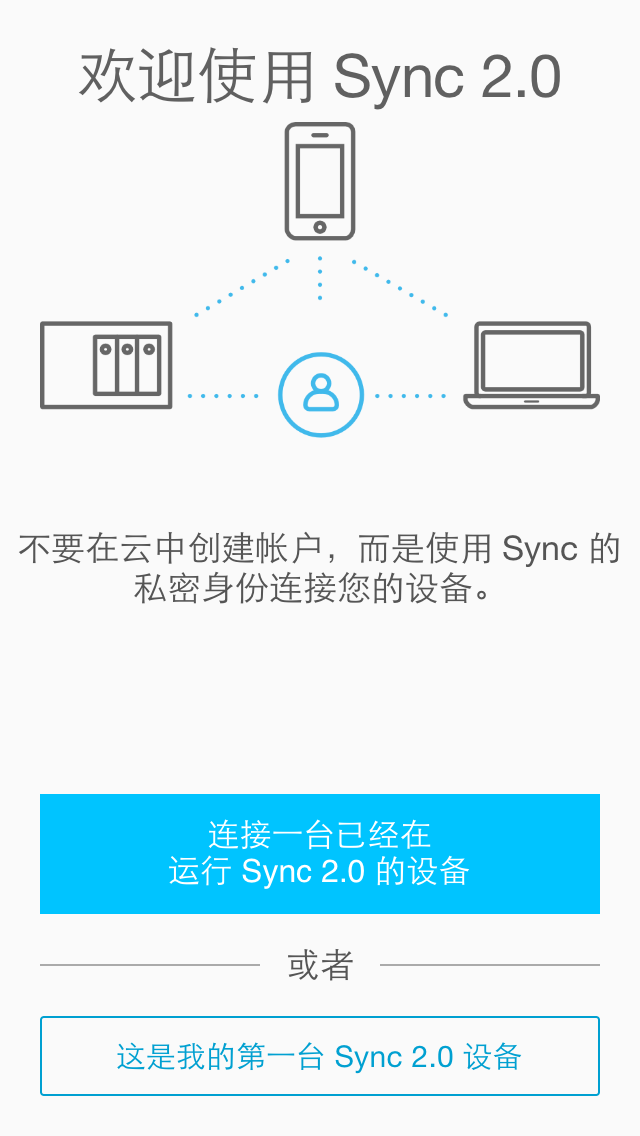 欢迎使用 Sync 2.0
不要在云中创建帐户，而是使用 Sync 的
私密身份连接您的设备。
连接一台已经在
运行 Sync 2.0 的设备
或者
这是我的第一台 Sync 2.0 设备